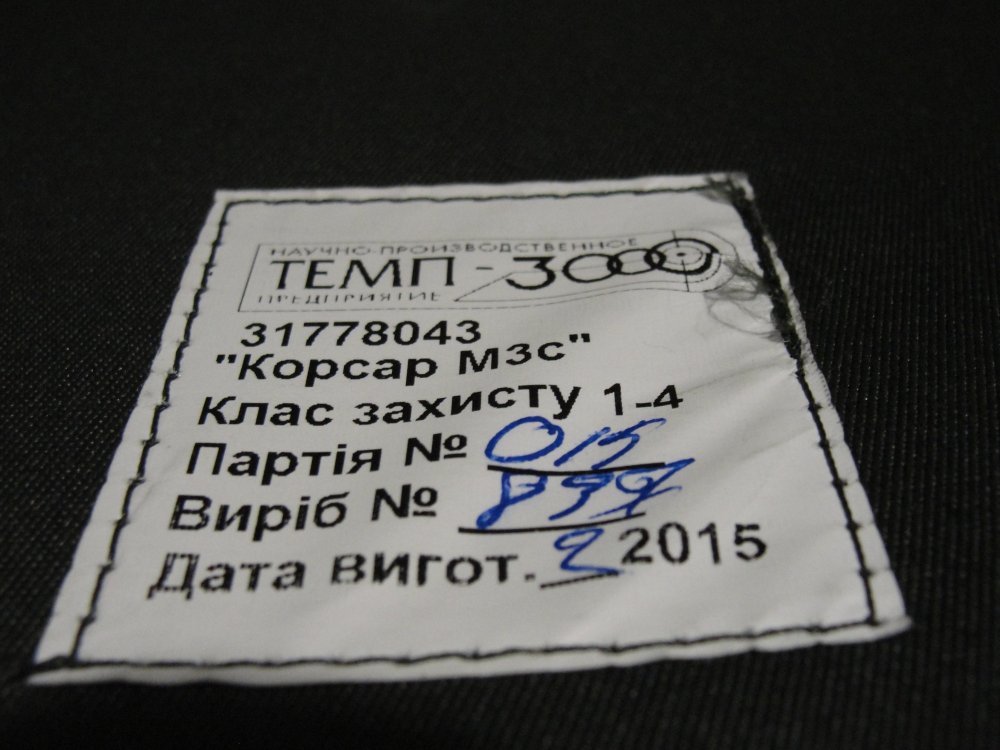 НАУЧНО-ПРОИЗВОДСТВЕННОЕ
ТЕМП - 3000
ПРЕДПРИЯТИЕ
31778043
"Корсар М3с"
Клас захисту 1-4
Партія № 015
Виріб №
Дата вигот. 2015